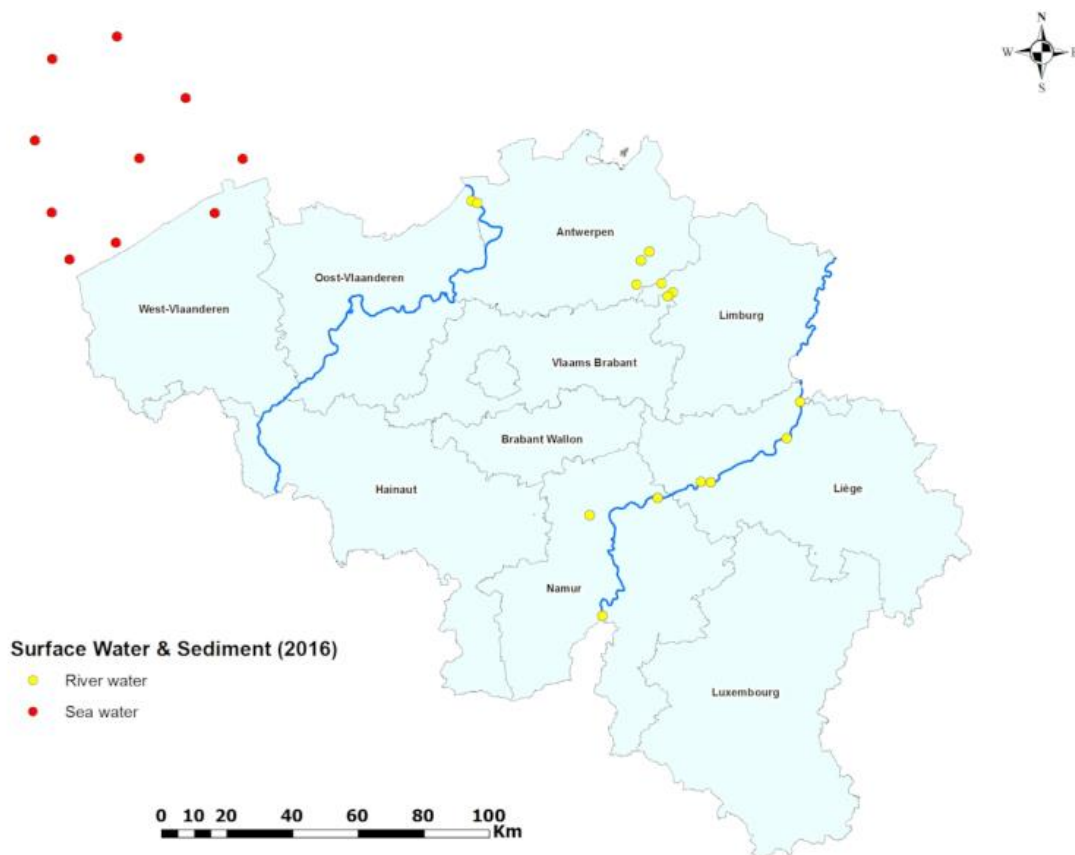 N
W E
S
Antwerpen
Oost-Vlaanderen
West-Vlaanderen
Limburg
Vlaams Brabant
Brabant Wallon
Hainaut
Liège
Namur
Luxembourg
Surface Water & Sediment (2016)
River water
Sea water
0 10 20 40 60 80 100
Km